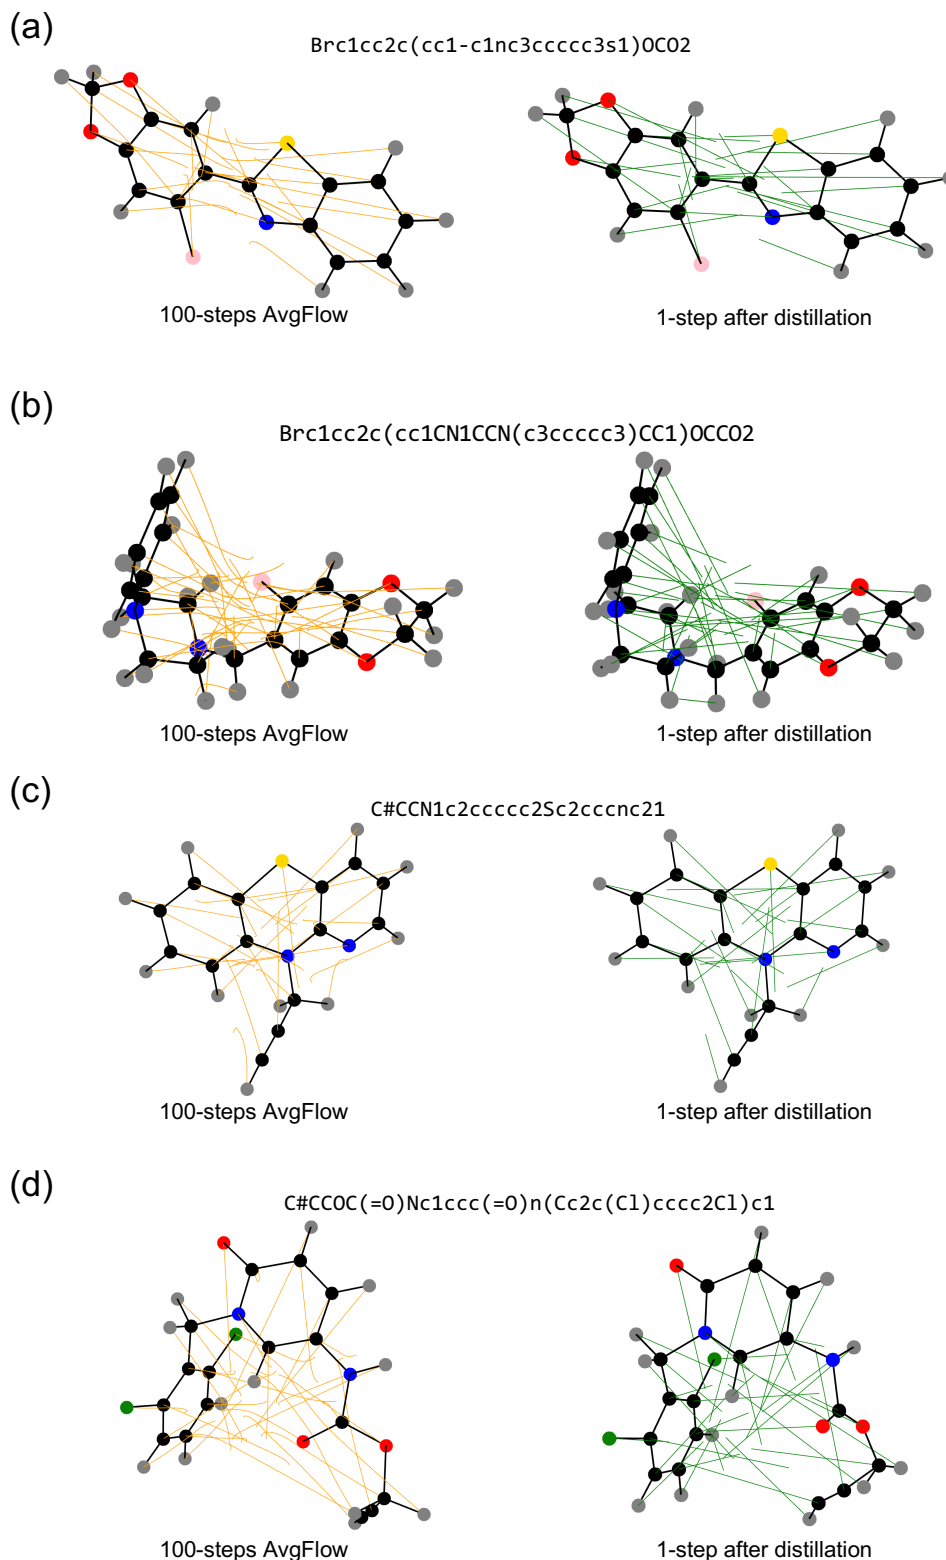 (a)
Brc1cc2c(cc1-c1nc3ccccc3s1)OCO2
100-steps AvgFlow
1-step after distillation
(b)
Brc1cc2c(cc1CN1CCN(c3ccccc3)CC1)OCCO2
100-steps AvgFlow
1-step after distillation
(c)
C#CCN1c2ccccc2Sc2cccnc21
100-steps AvgFlow
1-step after distillation
(d)
C#CCOC(=O)Nc1ccc(=O)n(Cc2c(Cl)cccc2Cl)c1
100-steps AvgFlow
1-step after distillation